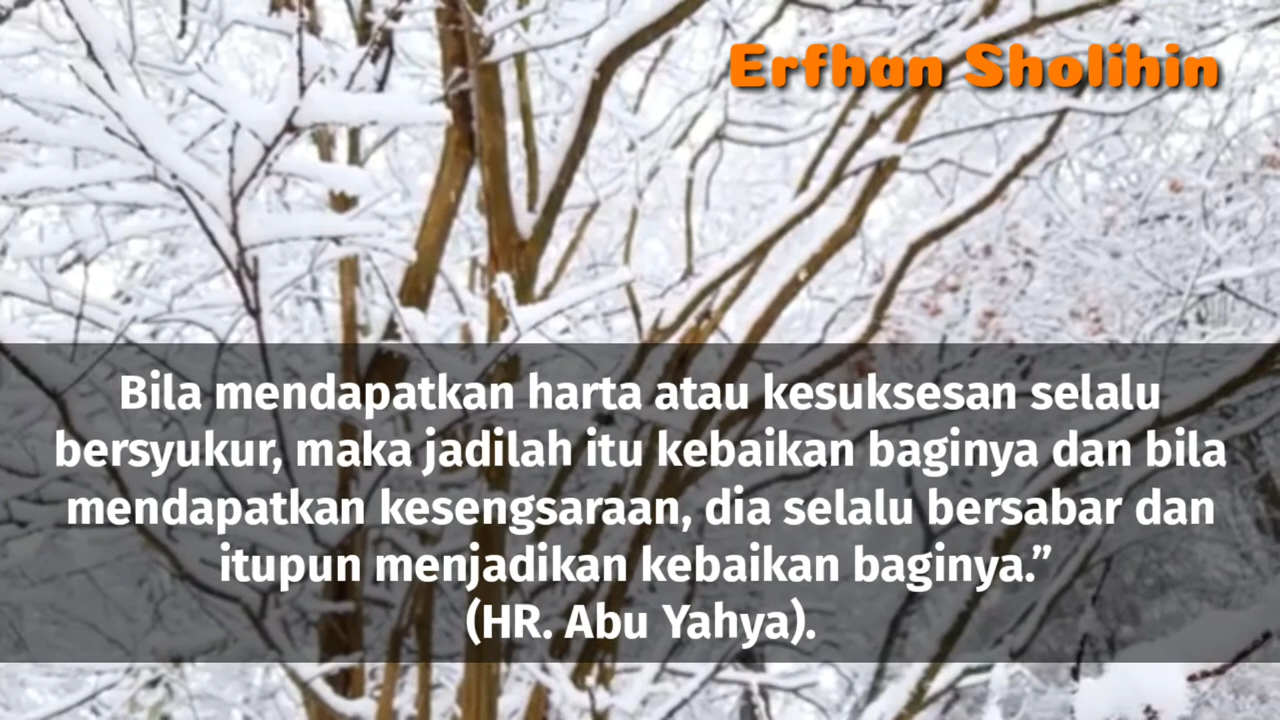 Erfhan Sholihin
Bila mendapatkan harta atau kesuksesan selalu
bersyukur, maka jadilah itu kebaikan baginya dan bila
mendapatkan kesengsaraan, dia selalu bersabar dan
itupun menjadikan kebaikan baginya.”
(HR. Abu Yahya).